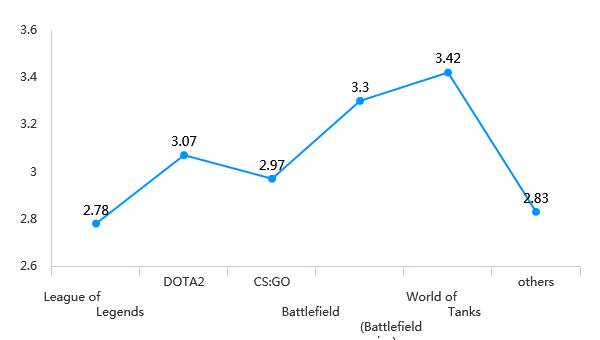 3.6
3.4
3.2
3
2.8
2.6
2.78
3.07
2.97
3.3
3.42
2.83
League of
Legends
DOTA2
CS:GO
Battlefield
(Battlefield
World of
Tanks
others